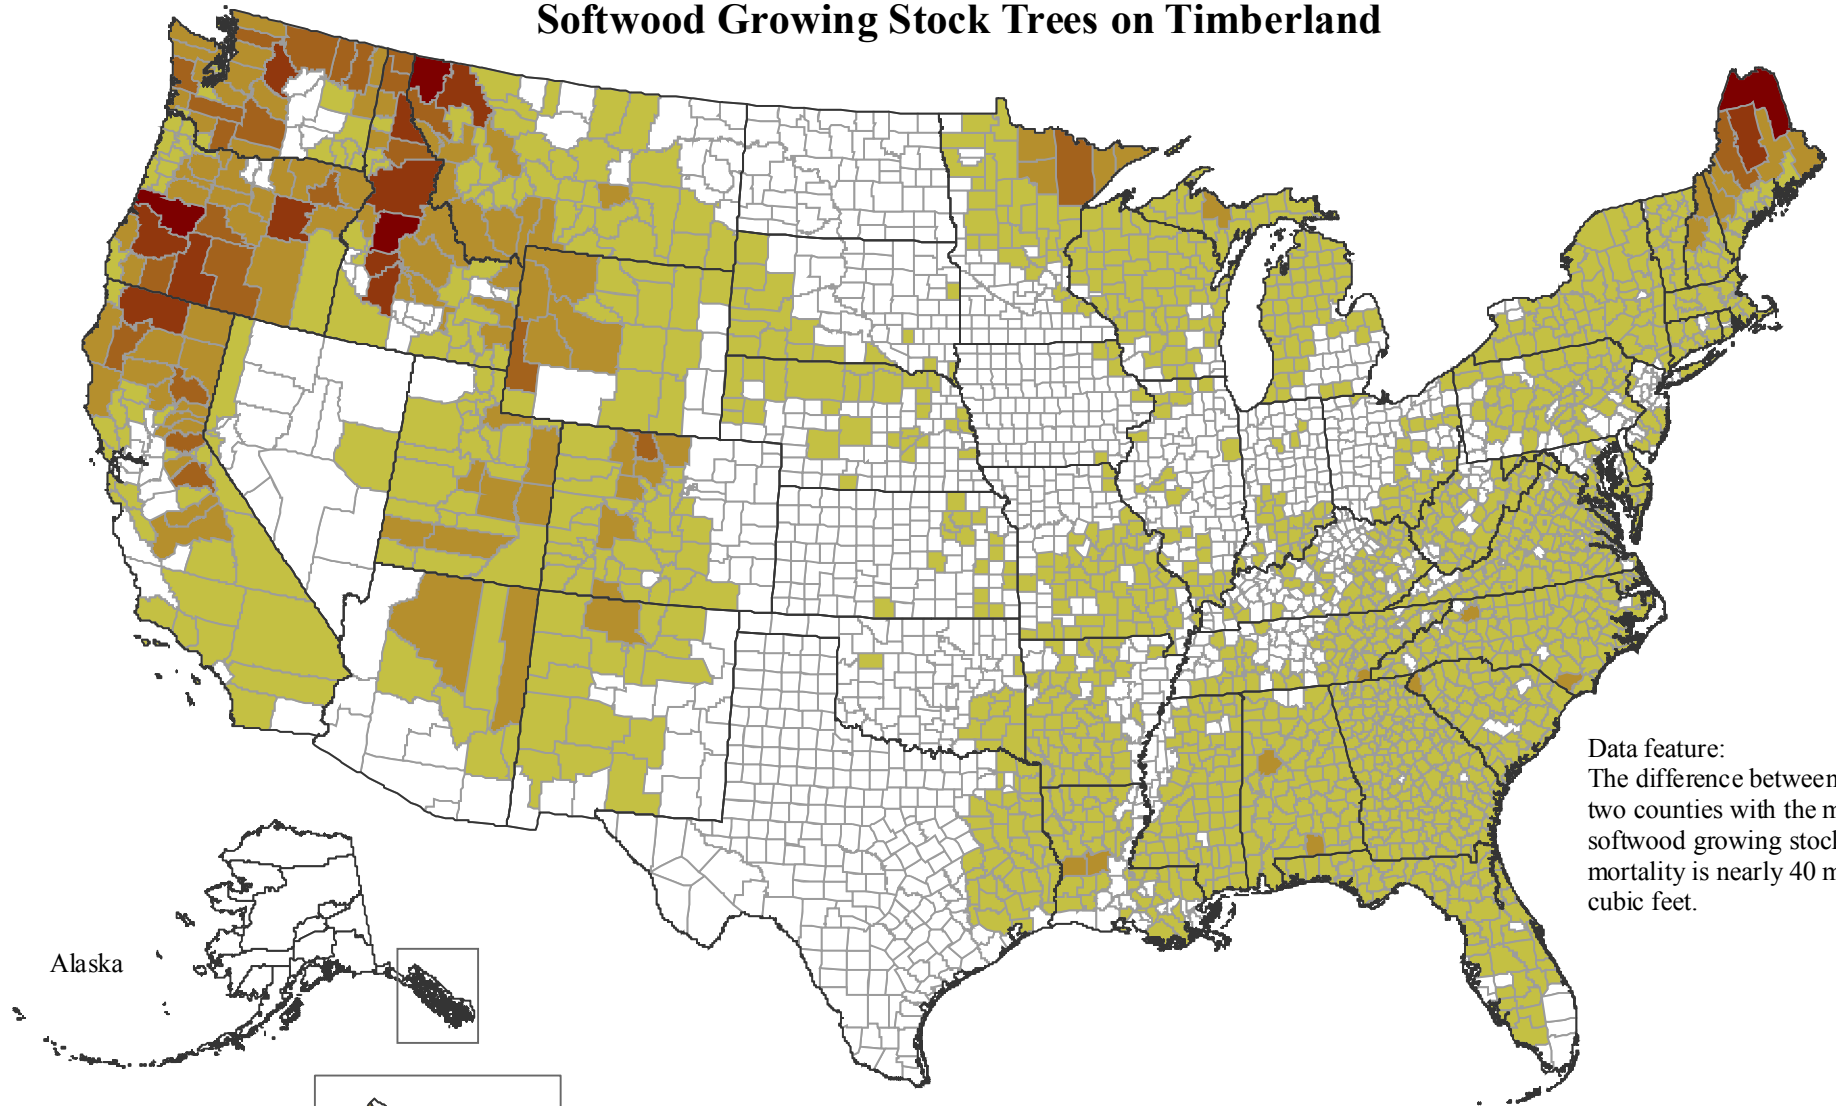 Softwood Growing Stock Trees on Timberland
Data feature:
The difference between
two counties with the
softwood growing stock
mortality is nearly 40
cubic feet.
Alaska